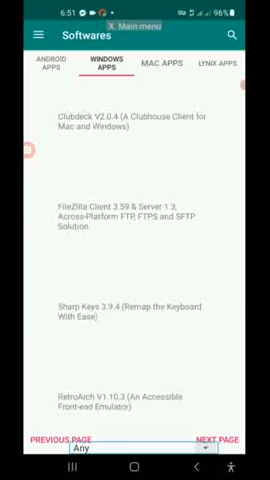 6:51
96%
X. Main menu
Softwares
ANDROID APPS
WINDOWS APPS
MAC APPS
LYNIX APPS
Clubdeck V2.0.4 (A Clubhouse Client for
Mac and Windows)
FileZilla Client 3.59 & Server 1.3,
Across-Platform FTP, FTPS and SFTP
Solution
Sharp Keys 3.9.4 (Remap the Keyboard
With Ease)
RetroArch V1.10.3 (An Accessible
Front-end Emulator)
PREVIOUS PAGE
NEXT PAGE
Any